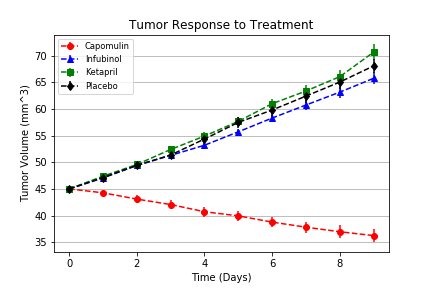 Tumor Response to Treatment
Capomulin
Infubinol
Ketapril
Placebo
Tumor Volume (mm^3)
70
65
60
55
50
45
40
35
0
2
4
6
8
Time (Days)